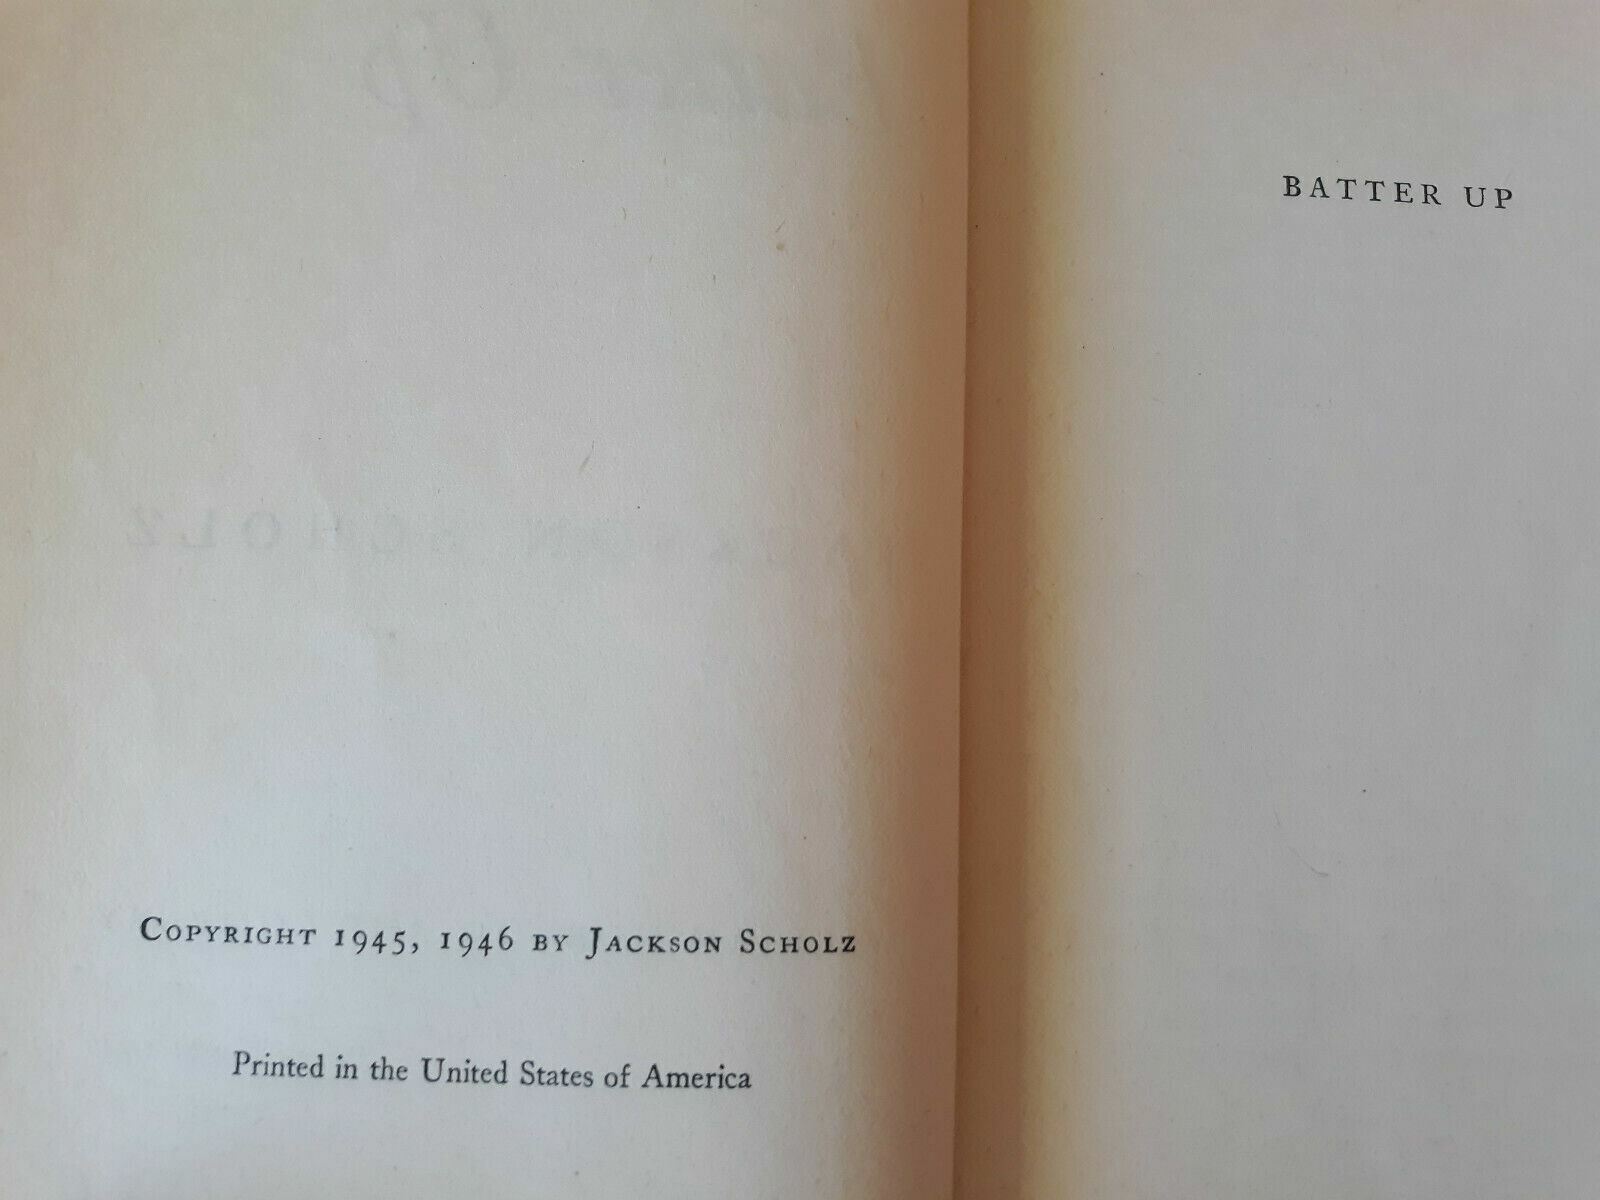 COPYRIGHT 1945, 1946 BY JACKSON SCHOLZ
Printed in the United States of America
BATTER UP